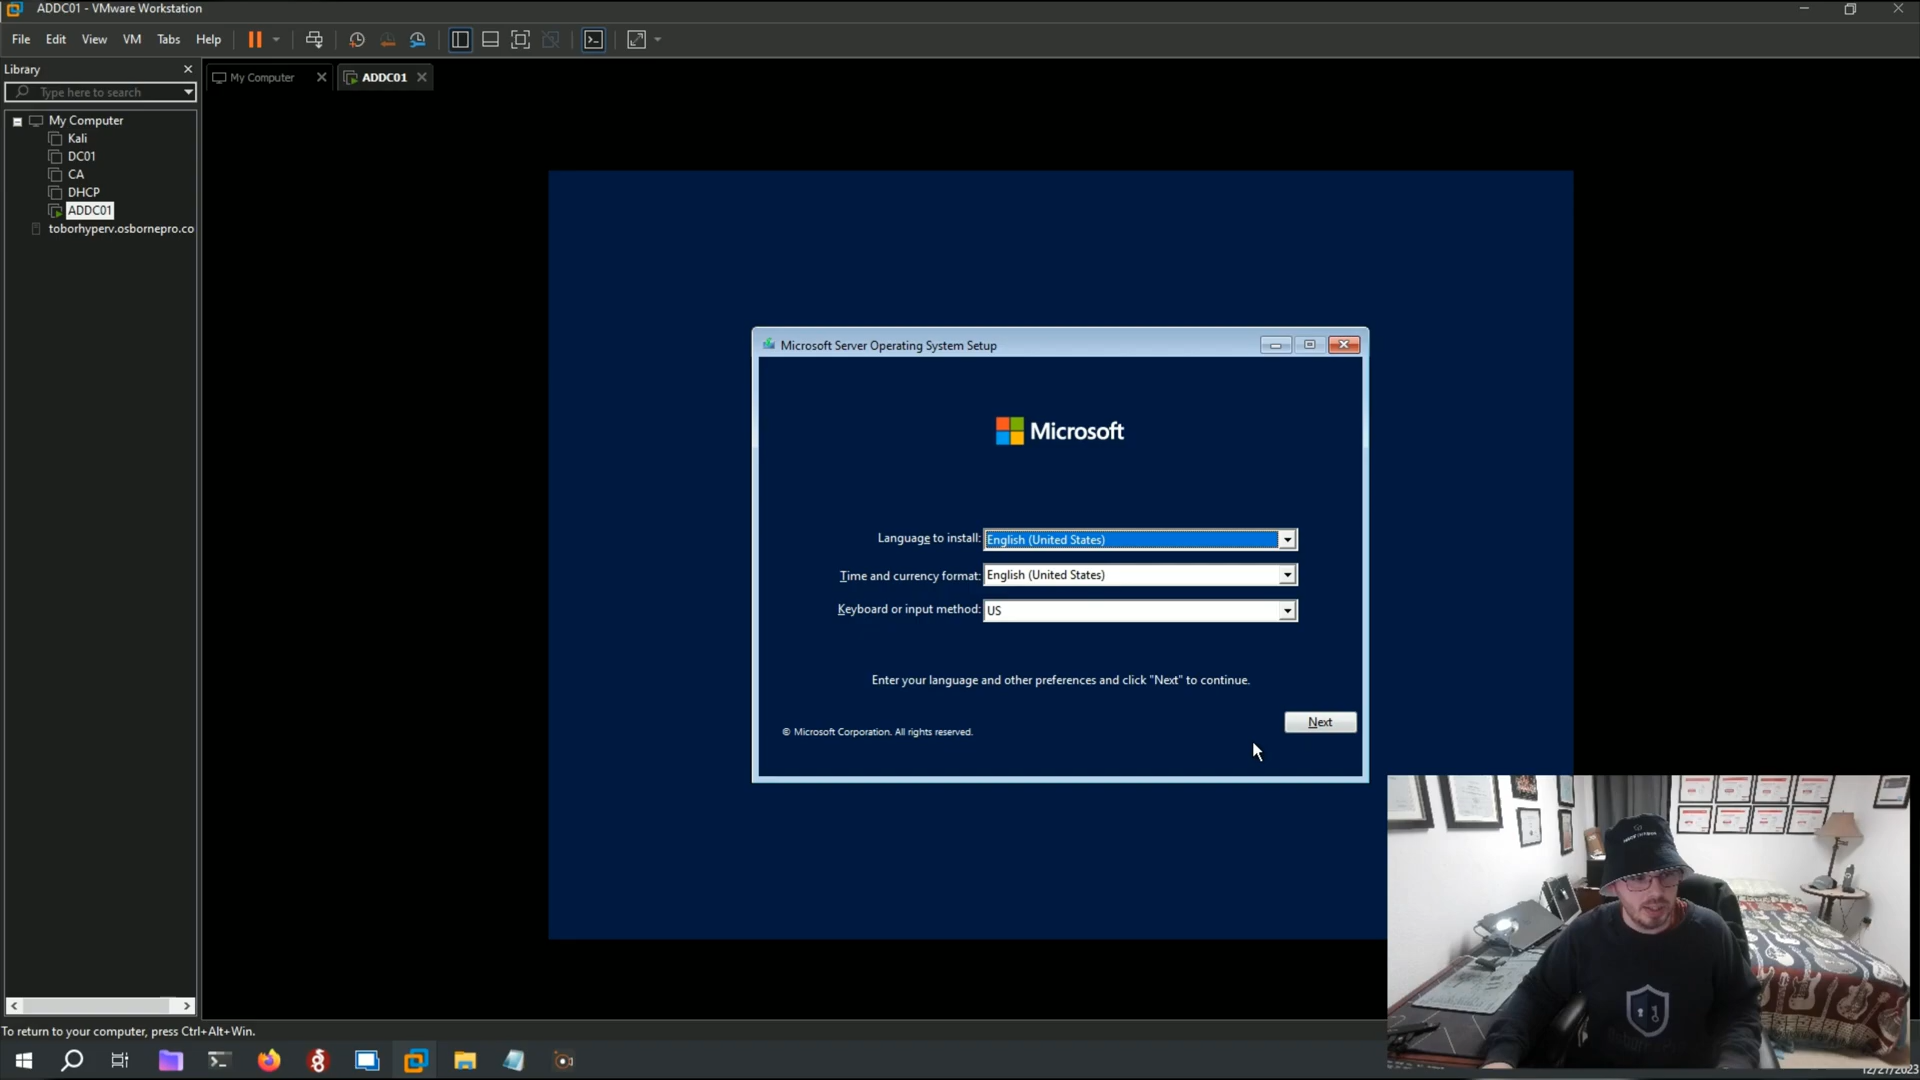 ADDC01 - VMware Workstation
File Edit View VM Tabs Help
Library
My Computer
ADDC01
Type here to search
My Computer
Kali
DC01
CA
DHCP
ADDC01
toborhyperv.osbornepro.co
Microsoft Server Operating System Setup
Microsoft
Language to install: English (United States)
Time and currency format: English (United States)
Keyboard or input method: US
Enter your language and other preferences and click "Next" to continue.
Next
© Microsoft Corporation. All rights reserved.
To return to your computer, press Ctrl+Alt+Win.
12/27/2023